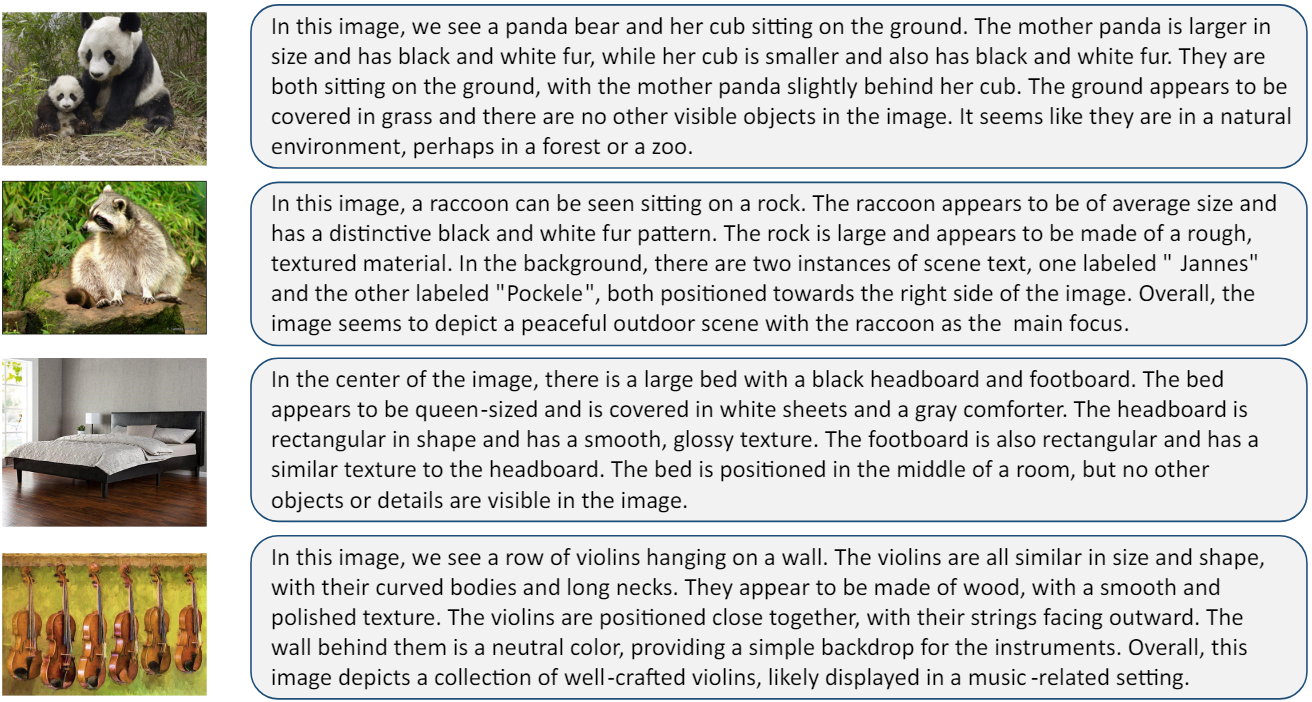 In this image, we see a panda bear and her cub sitting on the ground. The mother panda is larger in
size and has black and white fur, while her cub is smaller and also has black and white fur. They are
both sitting on the ground, with the mother panda slightly behind her cub. The ground appears to be
covered in grass and there are no other visible objects in the image. It seems like they are in a natural
environment, perhaps in a forest or a zoo.
In this image, a raccoon can be seen sitting on a rock. The raccoon appears to be of average size and
has a distinctive black and white fur pattern. The rock is large and appears to be made of a rough,
textured material. In the background, there are two instances of scene text, one labeled " Jannes"
and the other labeled "Pockele", both positioned towards the right side of the image. Overall, the
image seems to depict a peaceful outdoor scene with the raccoon as the  main focus.
In the center of the image, there is a large bed with a black headboard and footboard. The bed
appears to be queen-sized and is covered in white sheets and a gray comforter. The headboard is
rectangular in shape and has a smooth, glossy texture. The footboard is also rectangular and has a
similar texture to the headboard. The bed is positioned in the middle of a room, but no other
objects or details are visible in the image.
In this image, we see a row of violins hanging on a wall. The violins are all similar in size and shape,
with their curved bodies and long necks. They appear to be made of wood, with a smooth and
polished texture. The violins are positioned close together, with their strings facing outward. The
wall behind them is a neutral color, providing a simple backdrop for the instruments. Overall, this
image depicts a collection of well-crafted violins, likely displayed in a music -related setting.